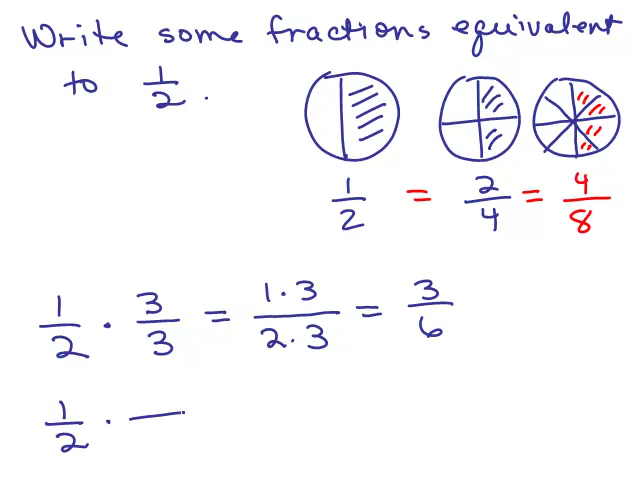 Write some fractions equivalent
to 1/2.
1/2 = 2/4 = 4/8
1/2 · 3/3 = 1·3/2·3 = 3/6
1/2 · —